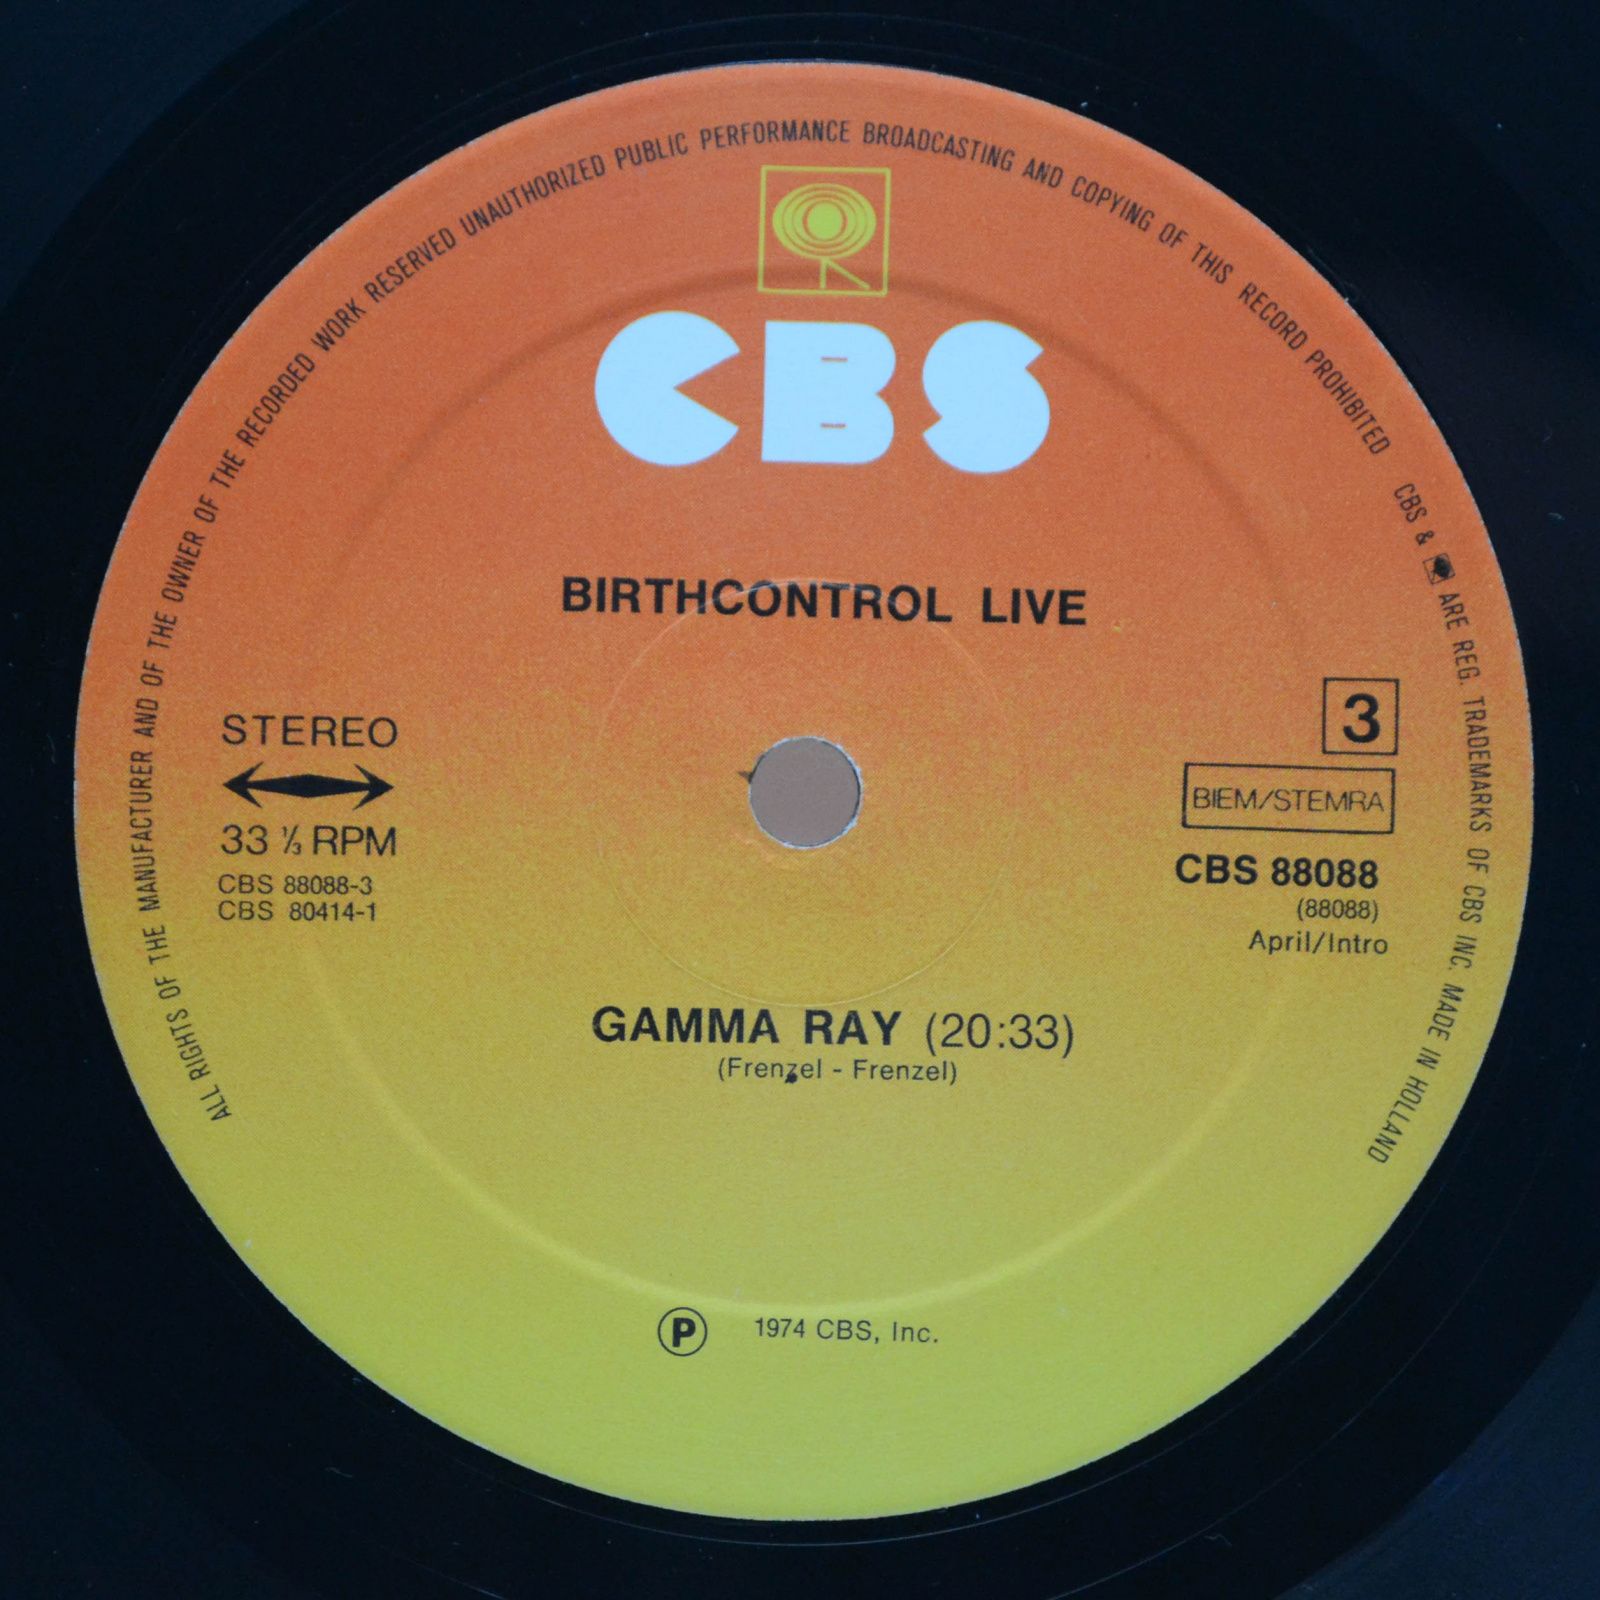 ALL RIGHTS OF THE MANUFACTURER AND OF THE OWNER OF THE RECORDED WORK RESERVED UNAUTHORIZED PUBLIC PERFORMANCE BROADCASTING AND COPYING OF THIS RECORD PROHIBITED CBS & ARE REG. TRADEMARKS OF CBS INC. MADE IN HOLLAND
CBS
BIRTHCONTROL LIVE
STEREO
33 ⅓ RPM
CBS 88088-3
CBS 80414-1
3
BIEM/STEMRA
CBS 88088
(88088)
April/Intro
GAMMA RAY (20:33)
(Frenzel - Frenzel)
℗ 1974 CBS, Inc.